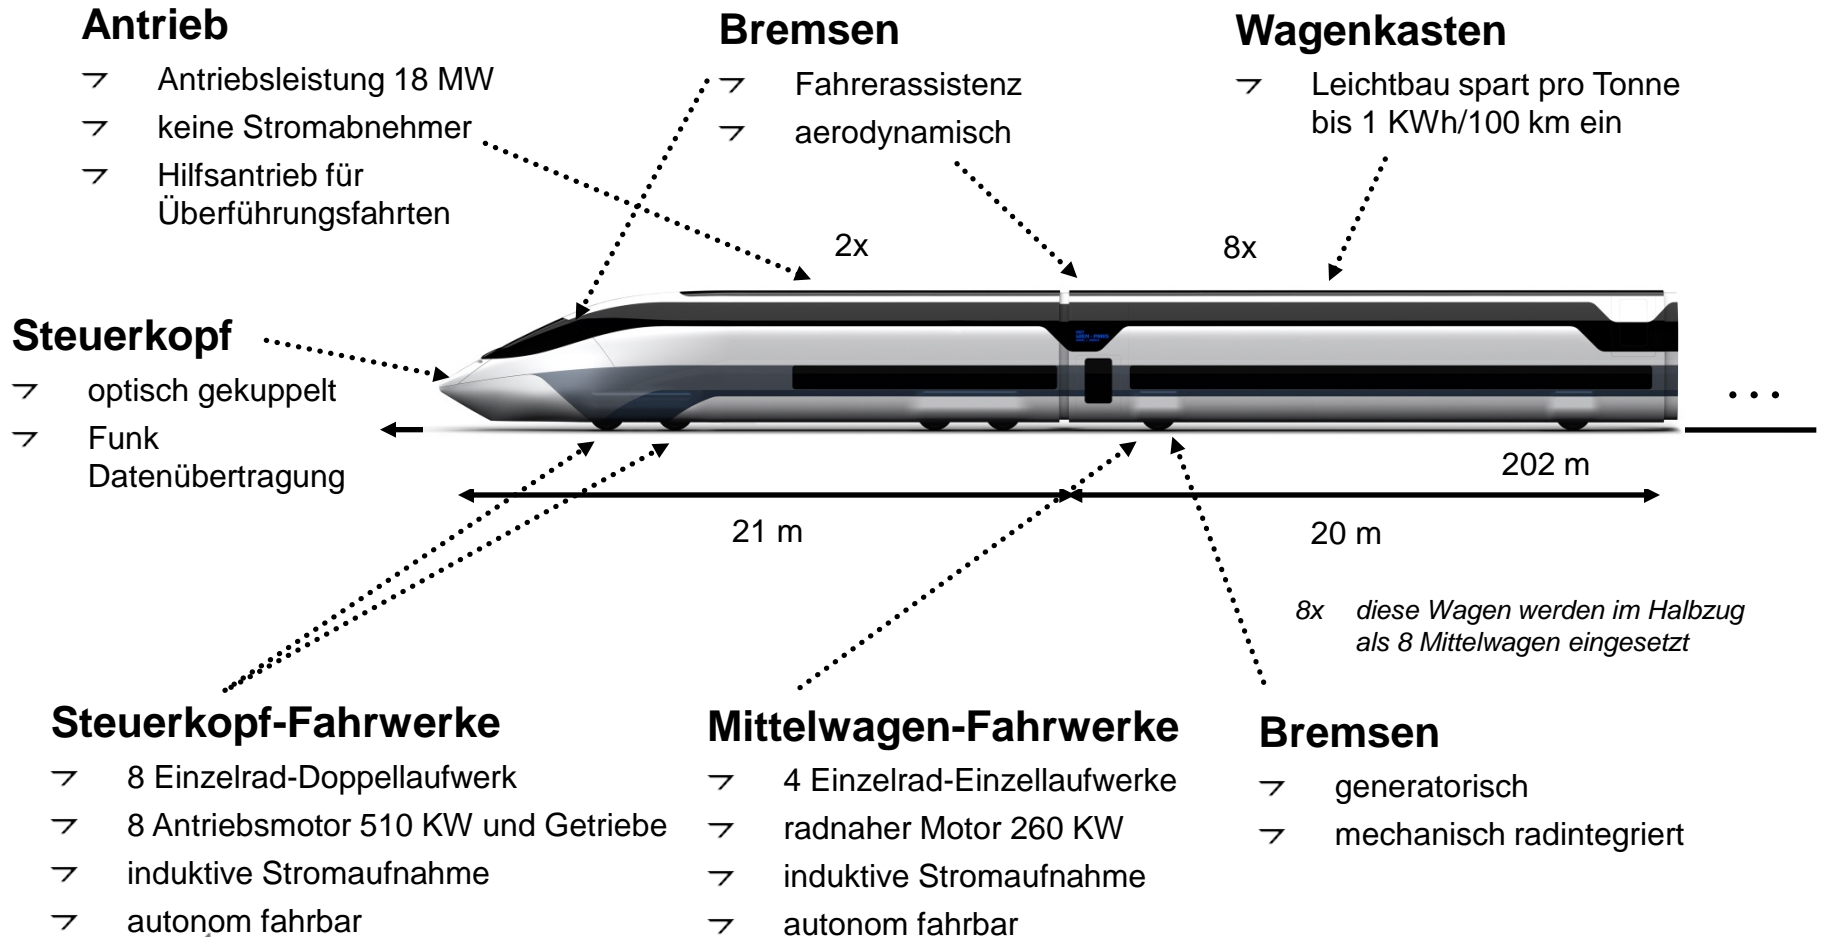 Antrieb
Antriebsleistung 18 MW
keine Stromabnehmer
Hilfsantrieb für
Überführungsfahrten
Bremsen
Fahrerassistenz
aerodynamisch
Wagenkasten
Leichtbau spart pro Tonne
bis 1 KWh/100 km ein
2x
8x
Steuerkopf
optisch gekuppelt
Funk
Datenübertragung
...
202 m
21 m
20 m
8x diese Wagen werden im Halbzug
als 8 Mittelwagen eingesetzt
Steuerkopf-Fahrwerke
8 Einzelrad-Doppellaufwerk
8 Antriebsmotor 510 KW und Getriebe
induktive Stromaufnahme
autonom fahrbar
Mittelwagen-Fahrwerke
4 Einzelrad-Einzellaufwerke
radnaher Motor 260 KW
induktive Stromaufnahme
autonom fahrbar
Bremsen
generatorisch
mechanisch radintegriert